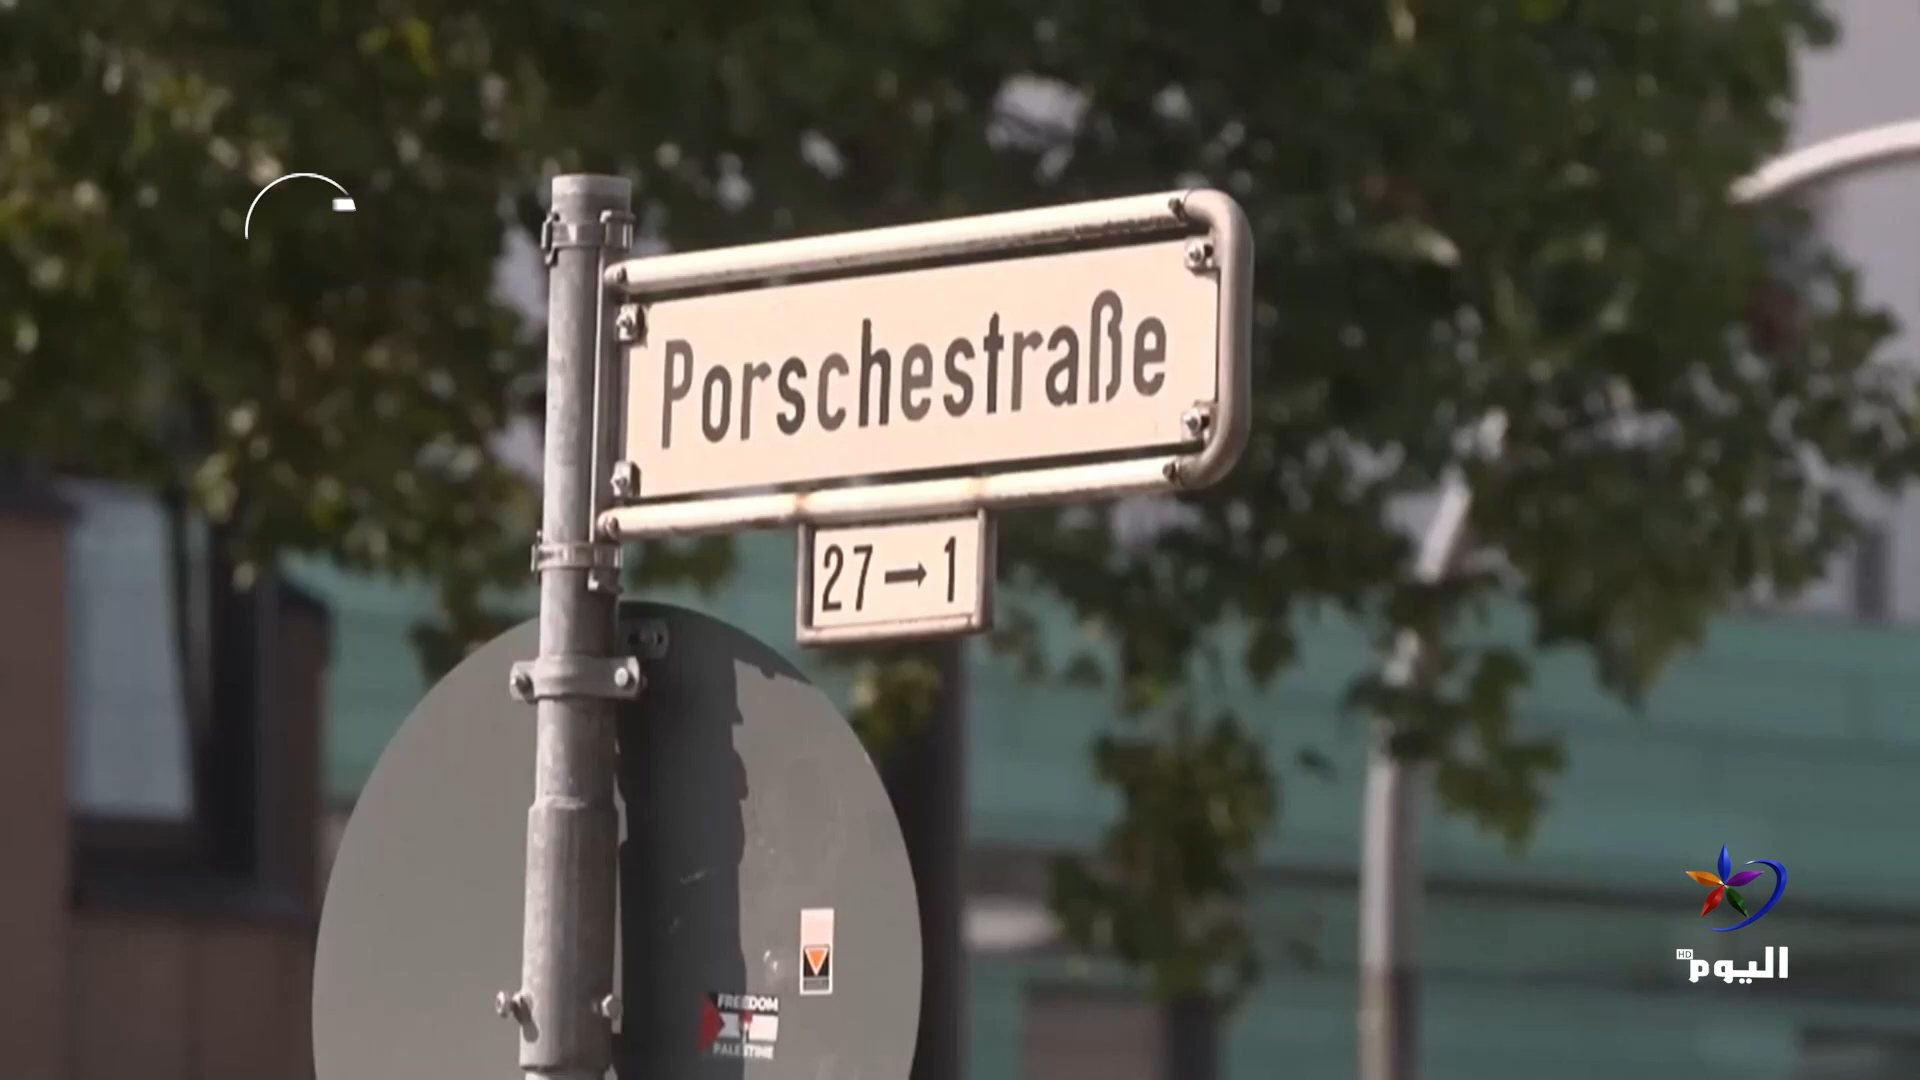 Porschestraße
27→1
FREEDOM
PALESTINE
HD
اليوم